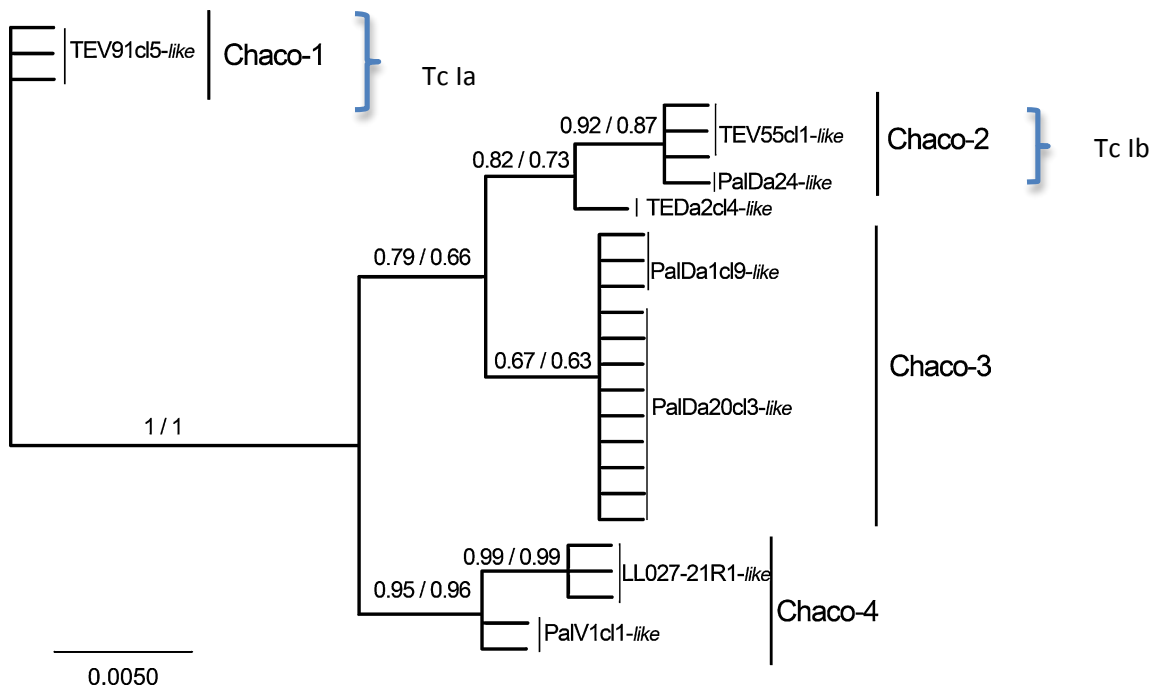 TEV91cl5-like
Chaco-1
Tc Ia
0.92 / 0.87
TEV55cl1-like
Chaco-2
Tc Ib
0.82 / 0.73
PalDa24-like
TEDa2cl4-like
0.79 / 0.66
PalDa1cl9-like
0.67 / 0.63
Chaco-3
PalDa20cl3-like
1 / 1
0.99 / 0.99
LL027-21R1-like
0.95 / 0.96
Chaco-4
PalV1cl1-like
0.0050